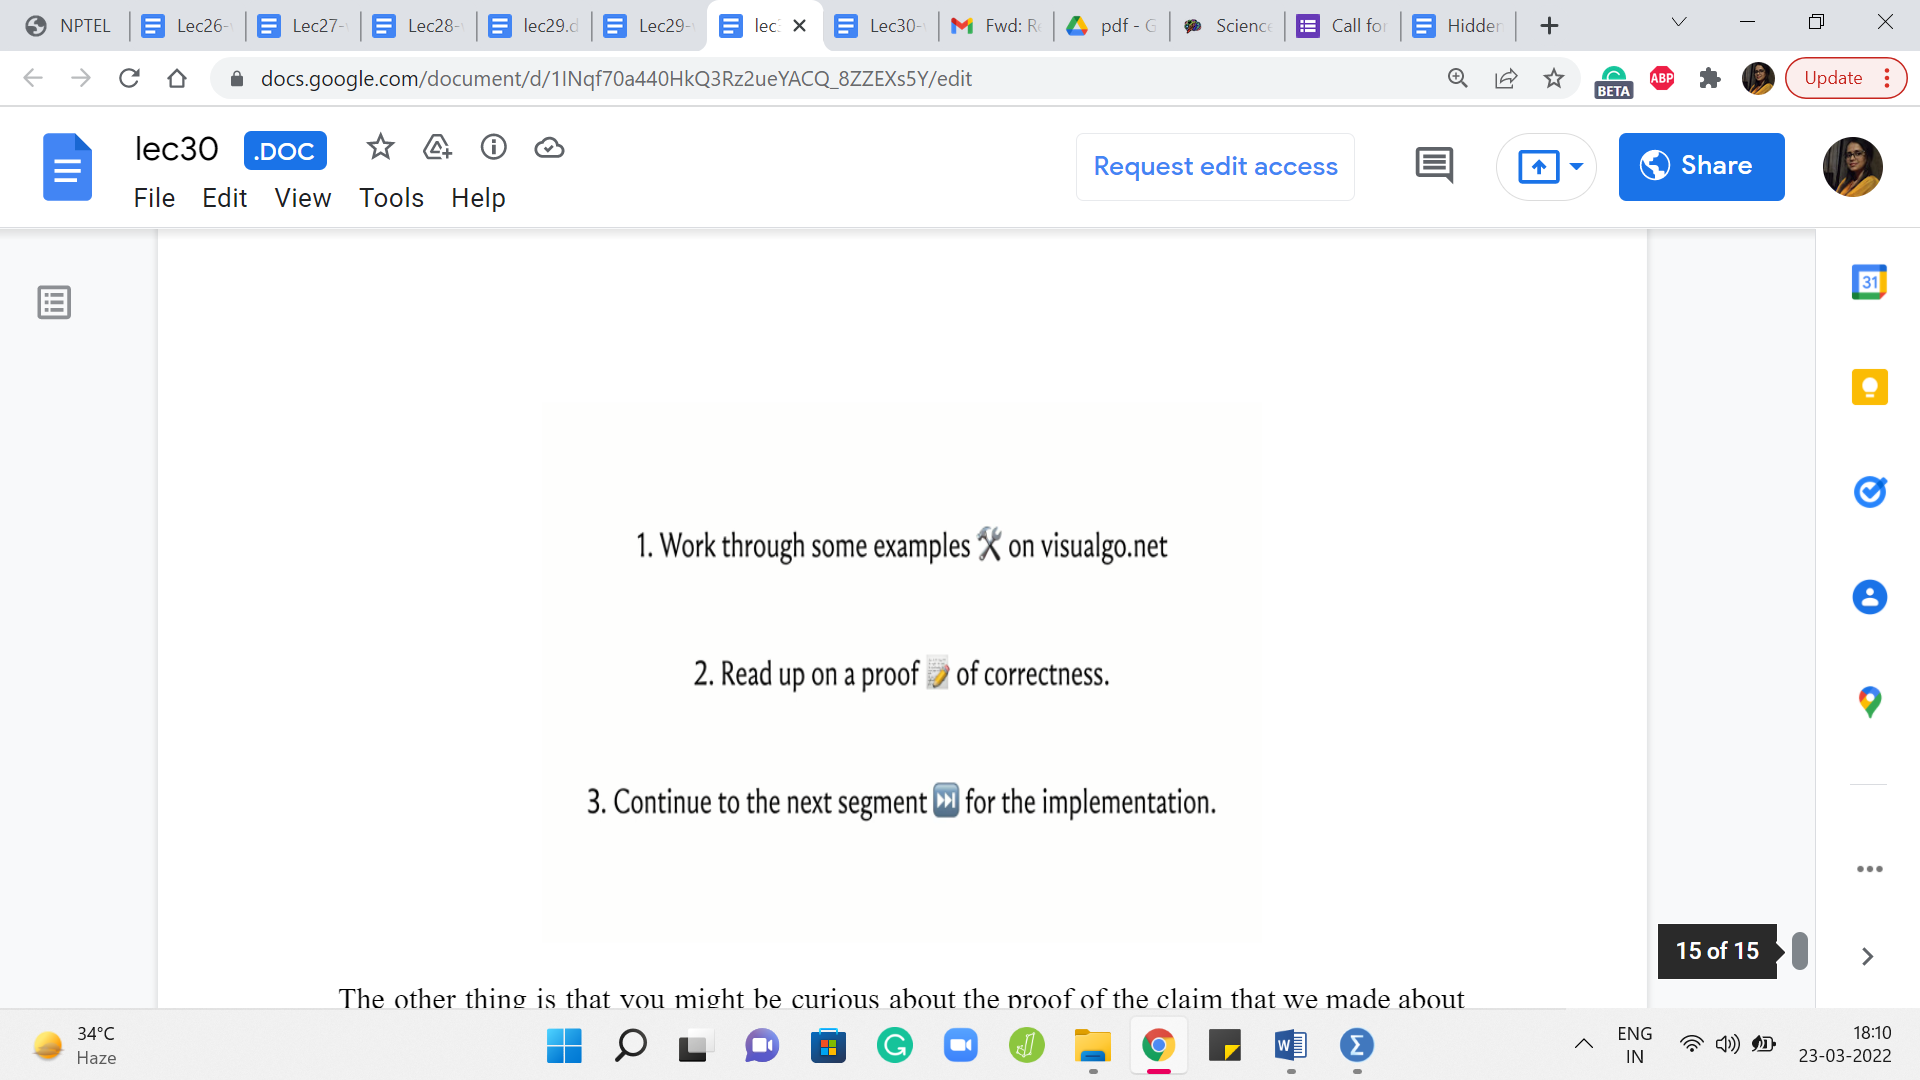 NPTEL
Lec26-
Lec27-
Lec28-
lec29.d
Lec29-
lec
Lec30-
Fwd: R
pdf - G
Science
Call for
Hidden
docs.google.com/document/d/1INqf70a440HkQ3Rz2ueYACQ_8ZZEXs5Y/edit
BETA
ABP
Update
lec30
.DOC
File Edit View Tools Help
Request edit access
Share
31
1. Work through some examples 🛠 on visualgo.net
2. Read up on a proof 📝 of correctness.
3. Continue to the next segment ⏭ for the implementation.
15 of 15
The other thing is that you might be curious about the proof of the claim that we made about
34°C
Haze
ENG
IN
18:10
23-03-2022